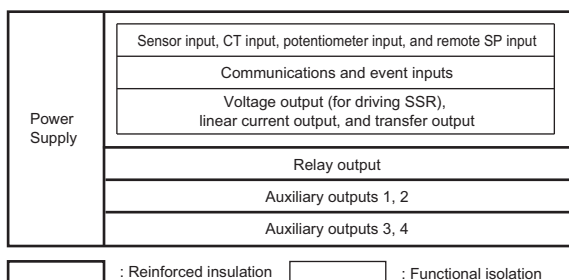 Sensor input, CT input, potentiometer input, and remote SP input
Communications and event inputs
Voltage output (for driving SSR),
linear current output, and transfer output
Power
Supply
Relay output
Auxiliary outputs 1, 2
Auxiliary outputs 3, 4
: Reinforced insulation
: Functional isolation